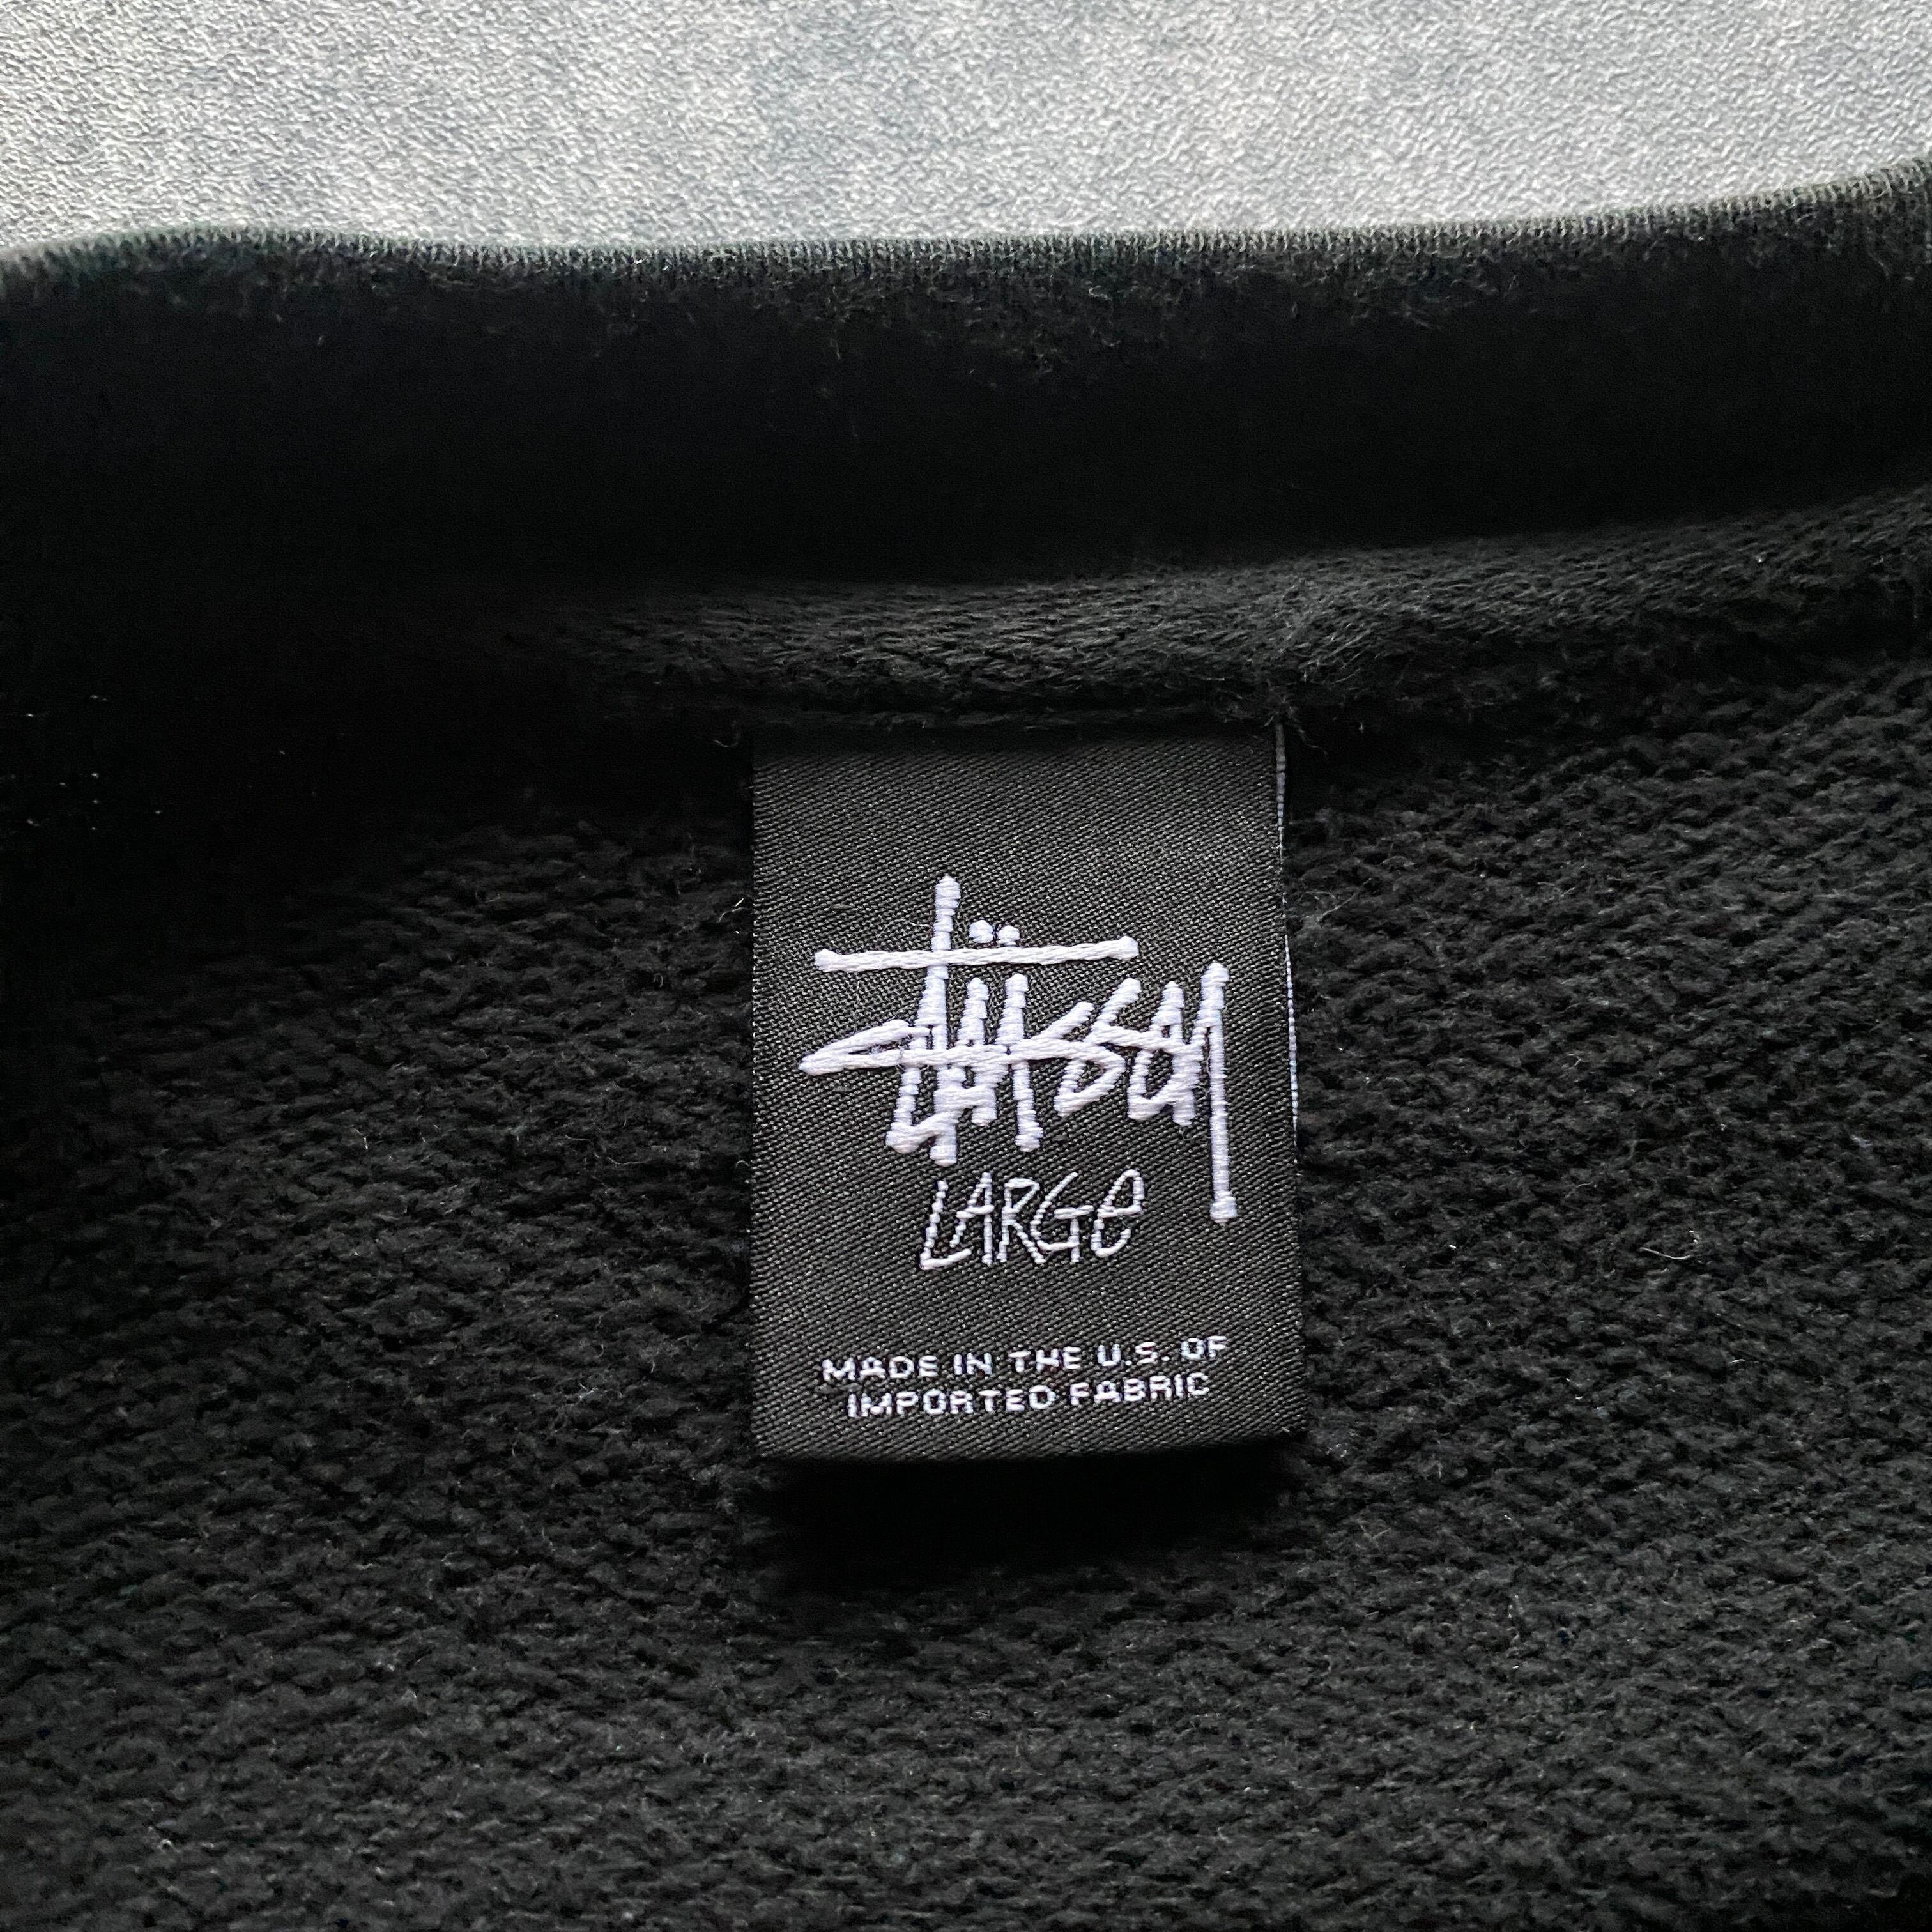 Stüssy
LARGe
MADE IN THE U.S. OF
IMPORTED FABRIC